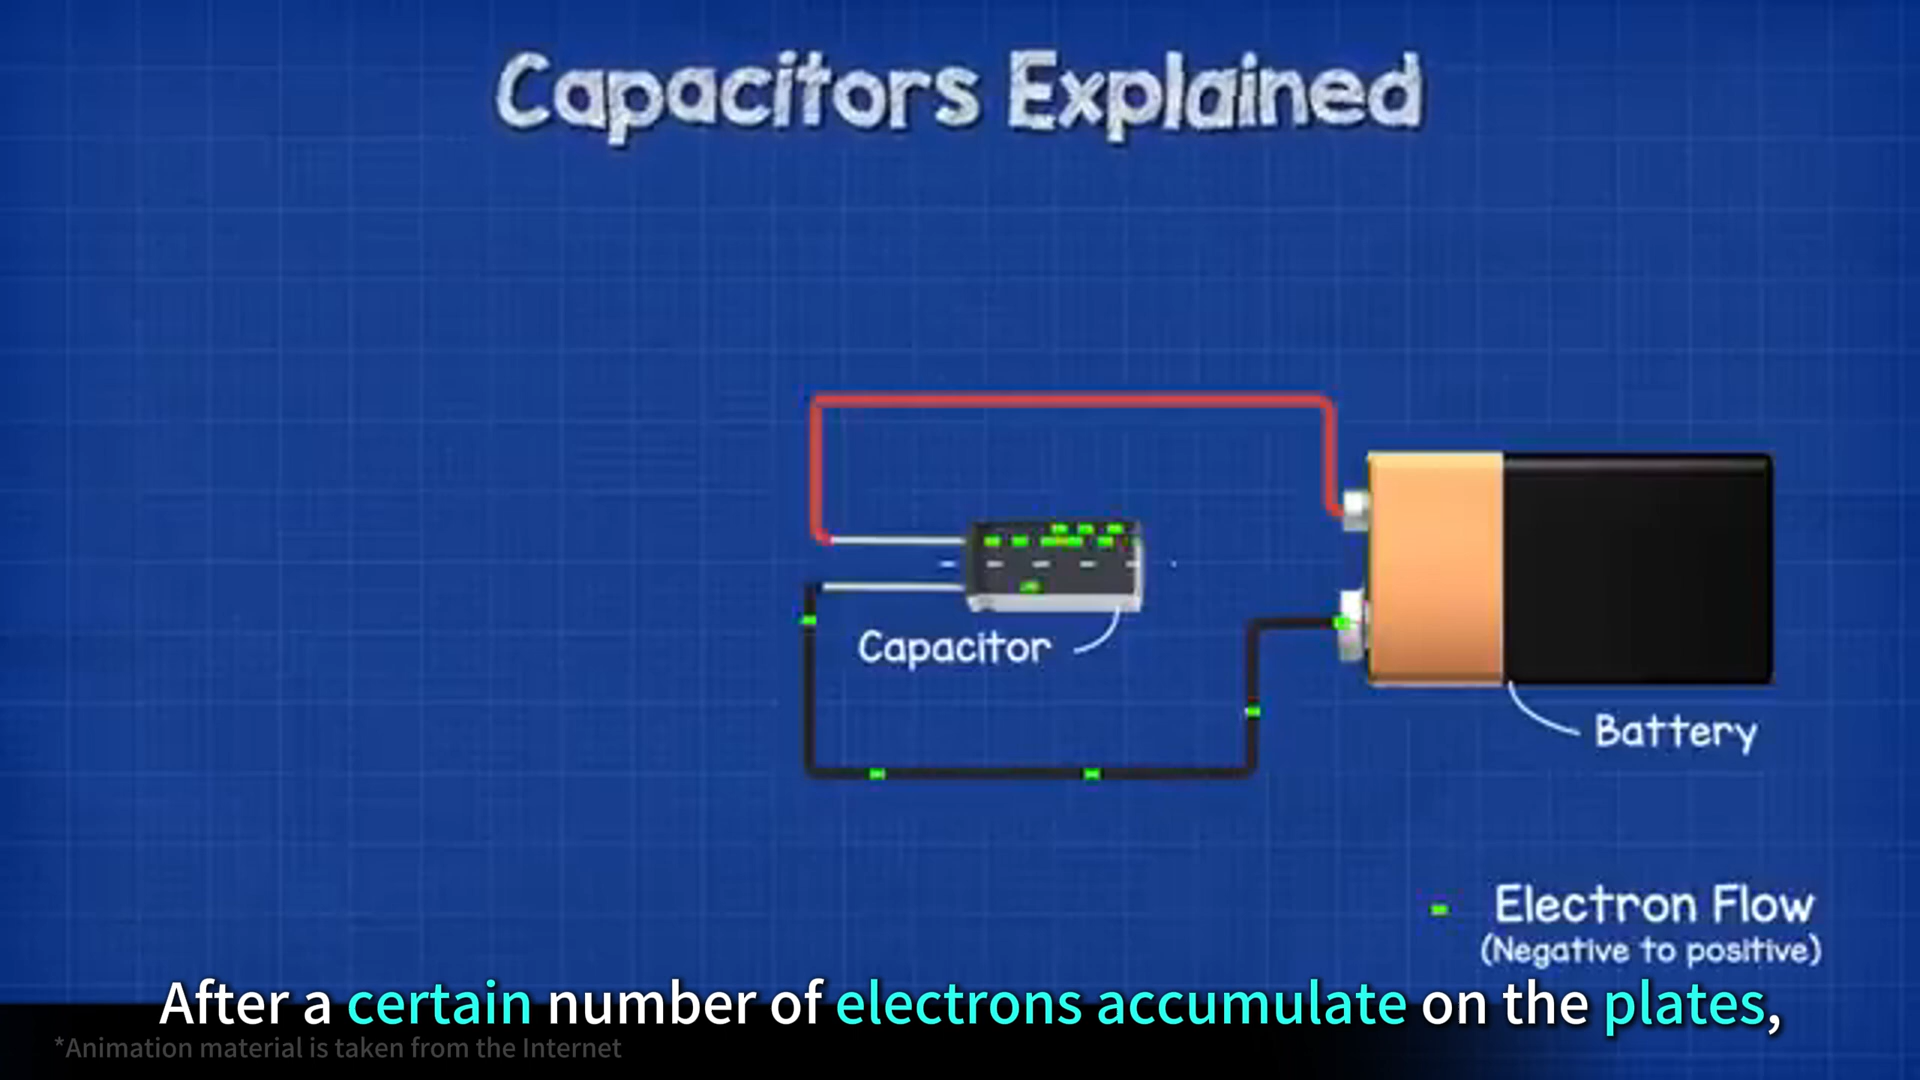 Capacitors Explained
Capacitor
Battery
Electron Flow
(Negative to positive)
After a certain number of electrons accumulate on the plates,
*Animation material is taken from the Internet